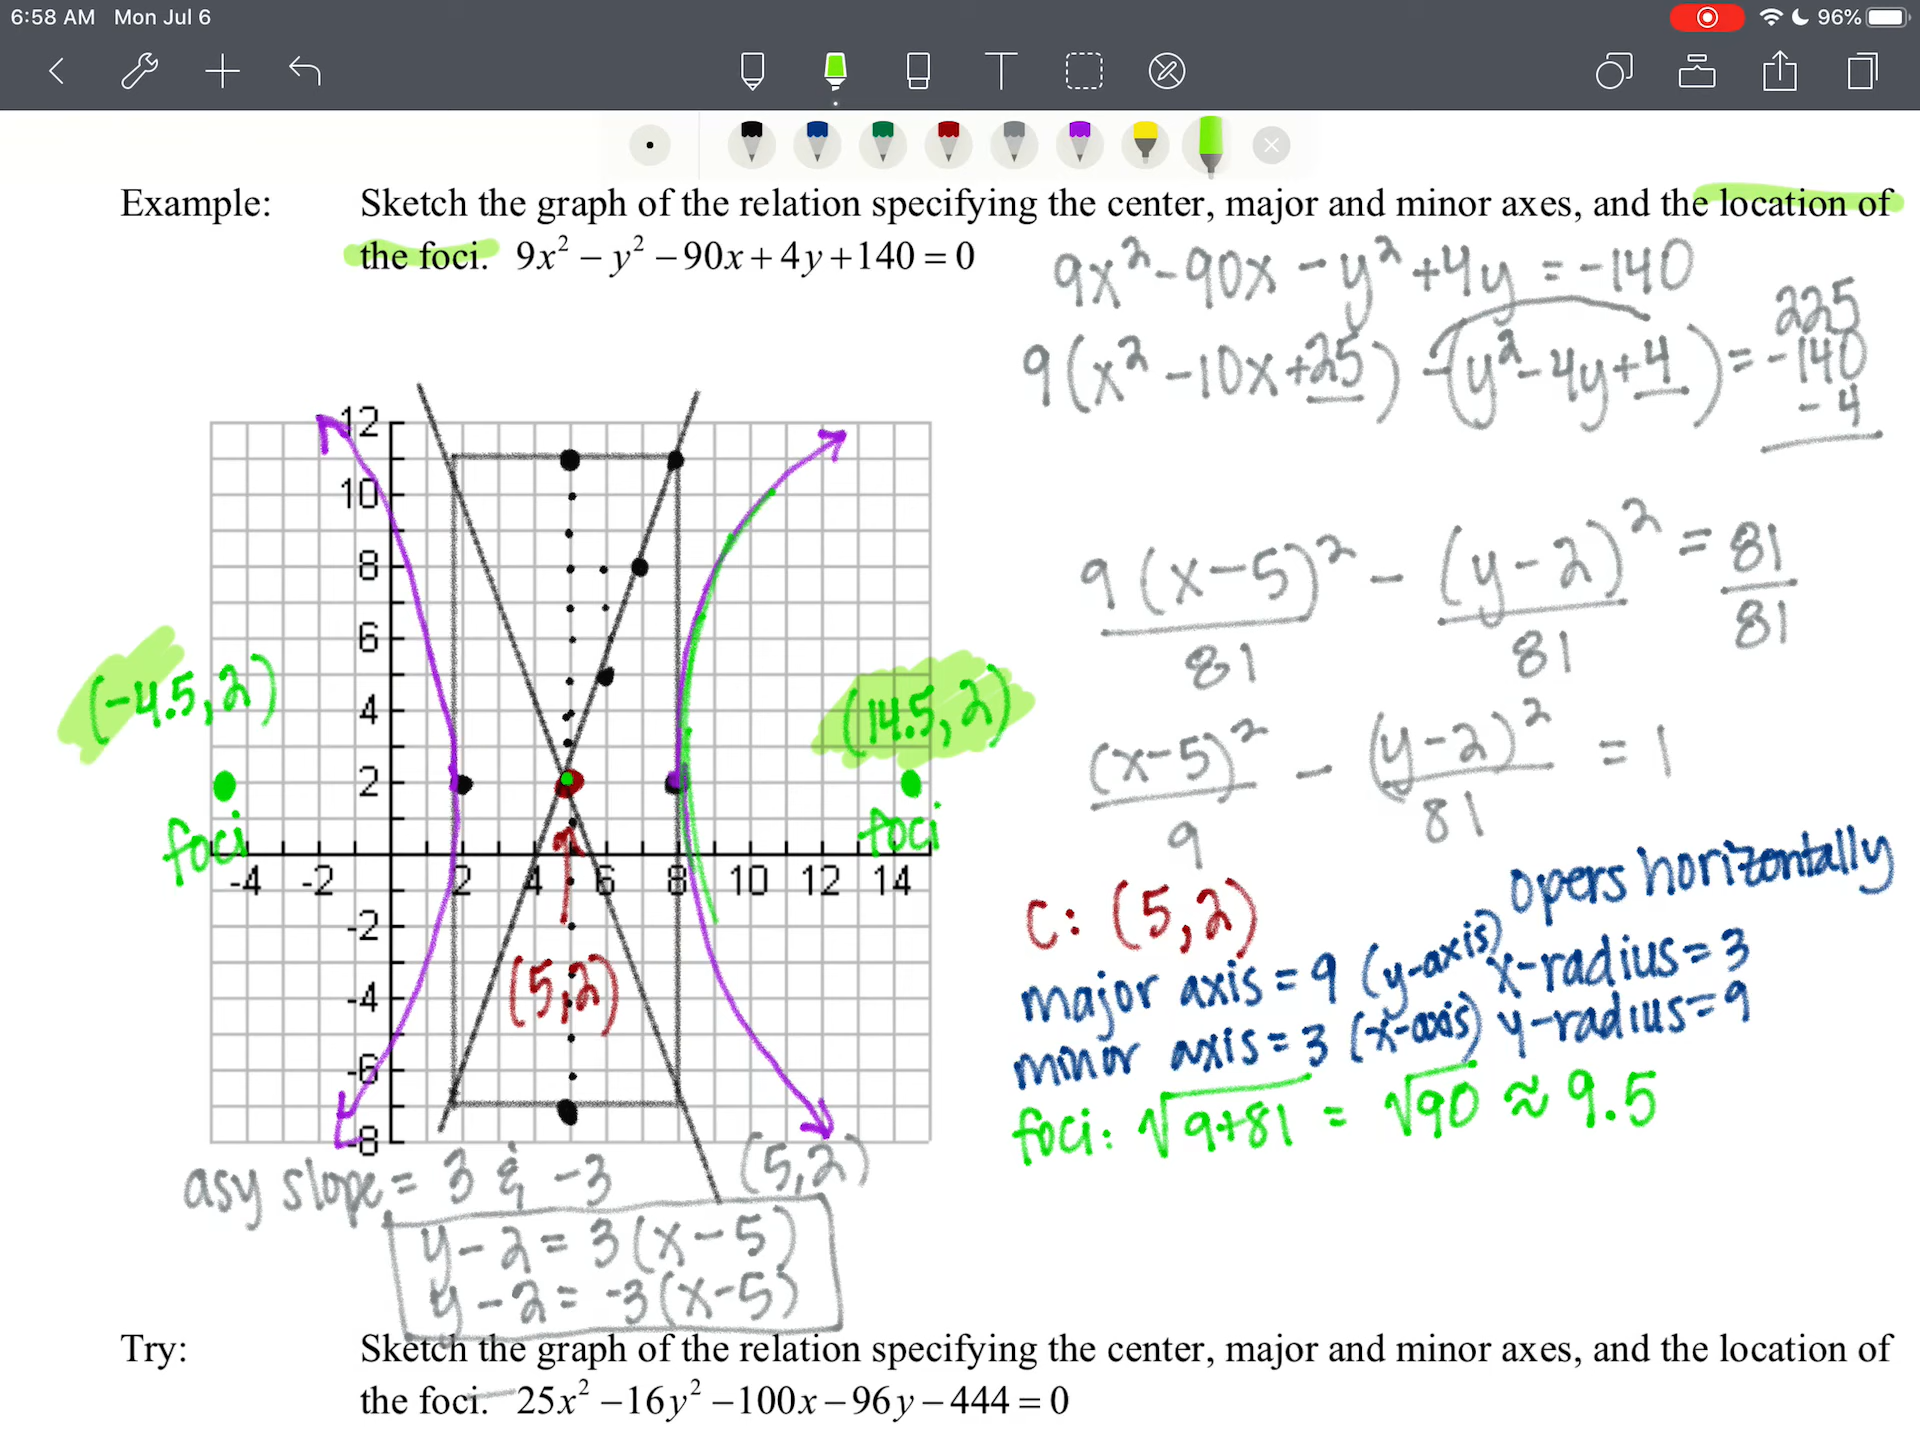 6:58 AM Mon Jul 6 96%
Example: Sketch the graph of the relation specifying the center, major and minor axes, and the location of
the foci. 9x² − y² − 90x + 4y + 140 = 0
9x² - 90x - y² + 4y = -140
225
9(x² - 10x + 25) - (y² - 4y + 4) = -140
- 4
9(x-5)²/81 - (y-2)²/81 = 81/81
(x-5)²/9 - (y-2)²/81 = 1
12
10
8
6
4
2
-2
-4
-6
-8
-4 -2 2 4 6 8 10 12 14
(-4.5, 2)
(14.5, 2)
foci
foci
(5,2)
C: (5,2)
opens horizontally
major axis = 9 (y-axis) x-radius = 3
minor axis = 3 (x-axis) y-radius = 9
foci: √9+81 = √90 ≈ 9.5
asy slope = 3 & -3 (5,2)
y - 2 = 3(x-5)
y - 2 = -3(x-5)
Try: Sketch the graph of the relation specifying the center, major and minor axes, and the location of
the foci. 25x² − 16y² − 100x − 96y − 444 = 0